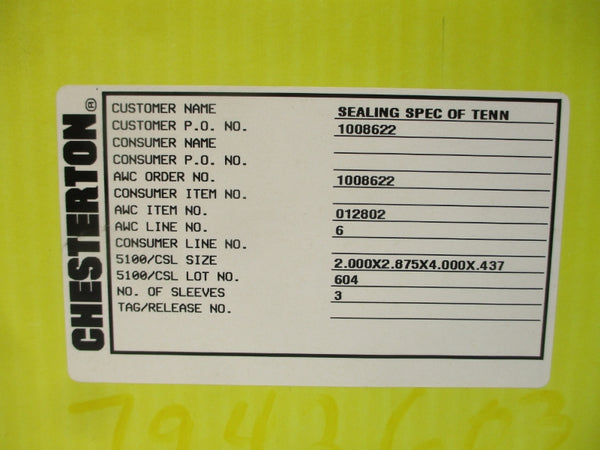 CHESTERTON®
CUSTOMER NAME SEALING SPEC OF TENN
CUSTOMER P.O. NO. 1008622
CONSUMER NAME
CONSUMER P.O. NO.
AWC ORDER NO. 1008622
CONSUMER ITEM NO.
AWC ITEM NO. 012802
AWC LINE NO. 6
CONSUMER LINE NO.
5100/CSL SIZE 2.000X2.875X4.000X.437
5100/CSL LOT NO. 604
NO. OF SLEEVES 3
TAG/RELEASE NO.